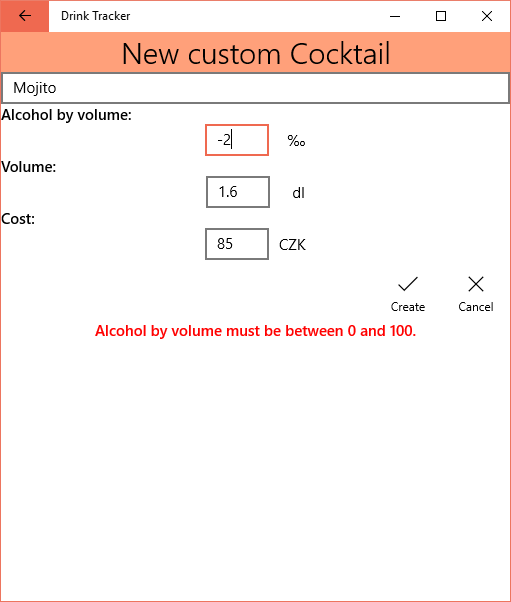 Drink Tracker
New custom Cocktail
Mojito
Alcohol by volume:
-2 ‰
Volume:
1.6 dl
Cost:
85 CZK
Create Cancel
Alcohol by volume must be between 0 and 100.